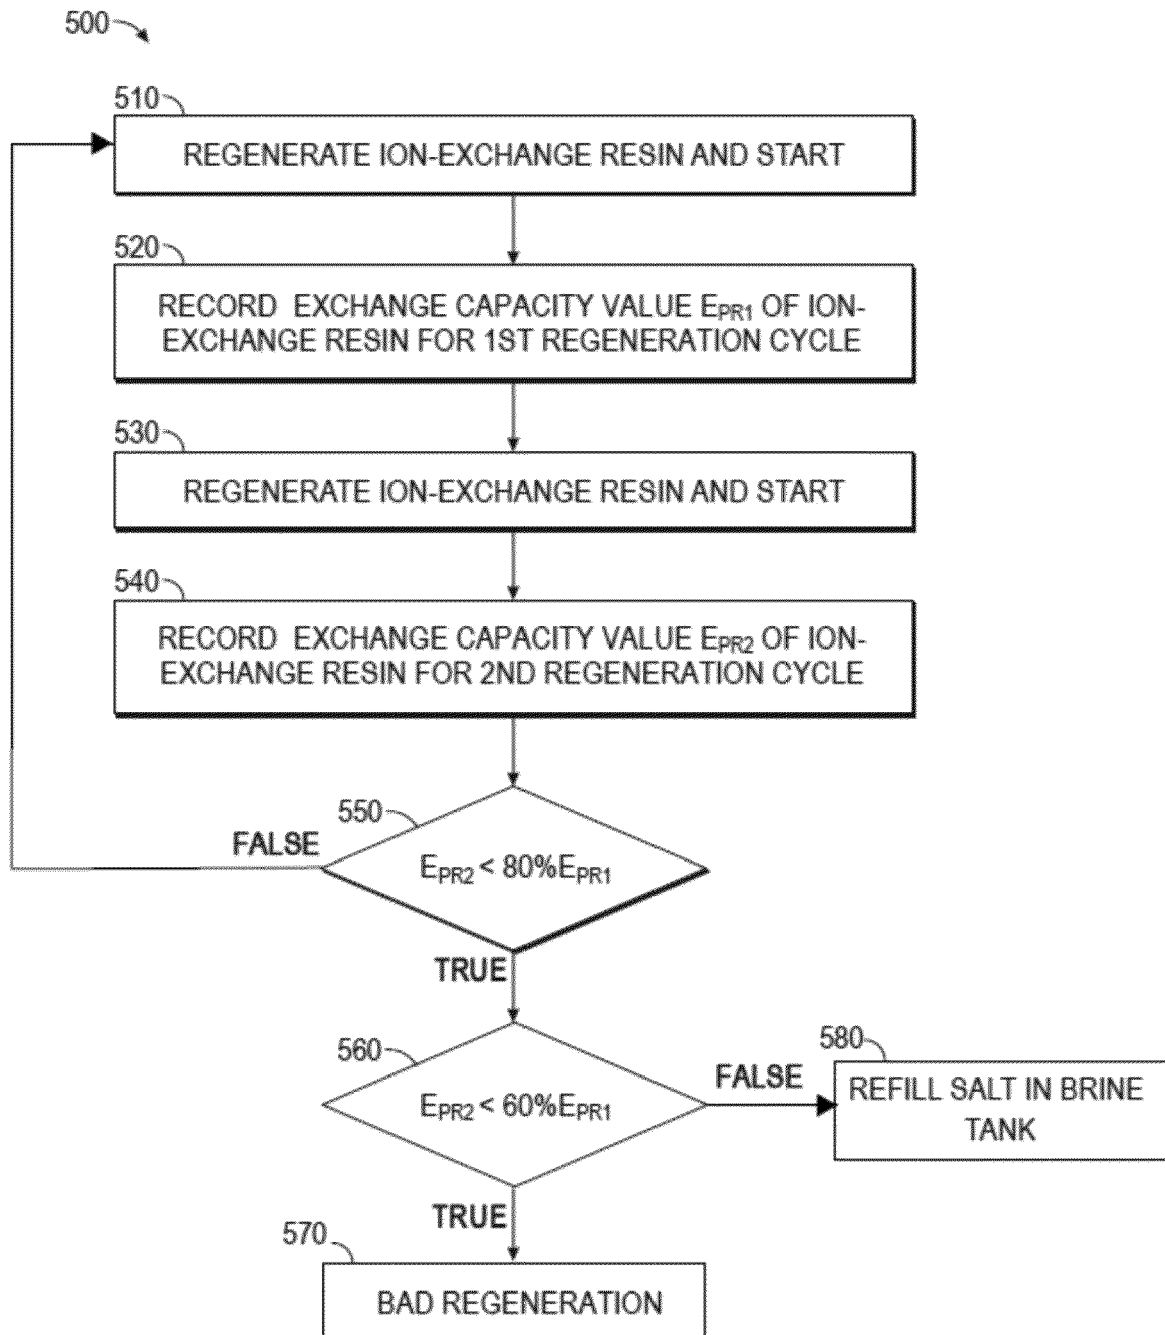 500
510
REGENERATE ION-EXCHANGE RESIN AND START
520
RECORD EXCHANGE CAPACITY VALUE EPR1 OF ION-
EXCHANGE RESIN FOR 1ST REGENERATION CYCLE
530
REGENERATE ION-EXCHANGE RESIN AND START
540
RECORD EXCHANGE CAPACITY VALUE EPR2 OF ION-
EXCHANGE RESIN FOR 2ND REGENERATION CYCLE
550
FALSE
EPR2 < 80%EPR1
TRUE
560
EPR2 < 60%EPR1
FALSE
580
REFILL SALT IN BRINE
TANK
TRUE
570
BAD REGENERATION